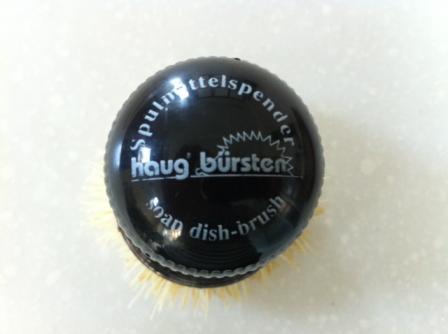 Spulmittelspender
haug® bürsten
soap dish-brush